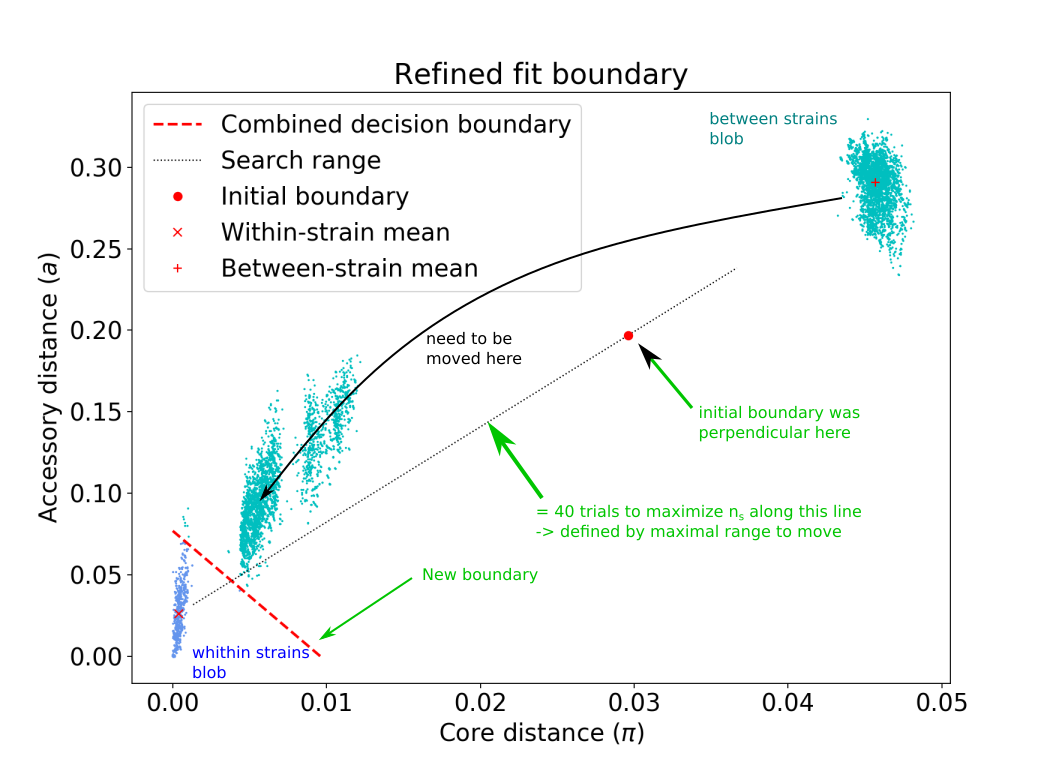 Refined fit boundary
Combined decision boundary
Search range
Initial boundary
Within-strain mean
Between-strain mean
between strains
blob
need to be
moved here
initial boundary was
perpendicular here
= 40 trials to maximize nₛ along this line
-> defined by maximal range to move
New boundary
whithin strains
blob
Accessory distance (a)
0.30
0.25
0.20
0.15
0.10
0.05
0.00
0.00 0.01 0.02 0.03 0.04 0.05
Core distance (π)